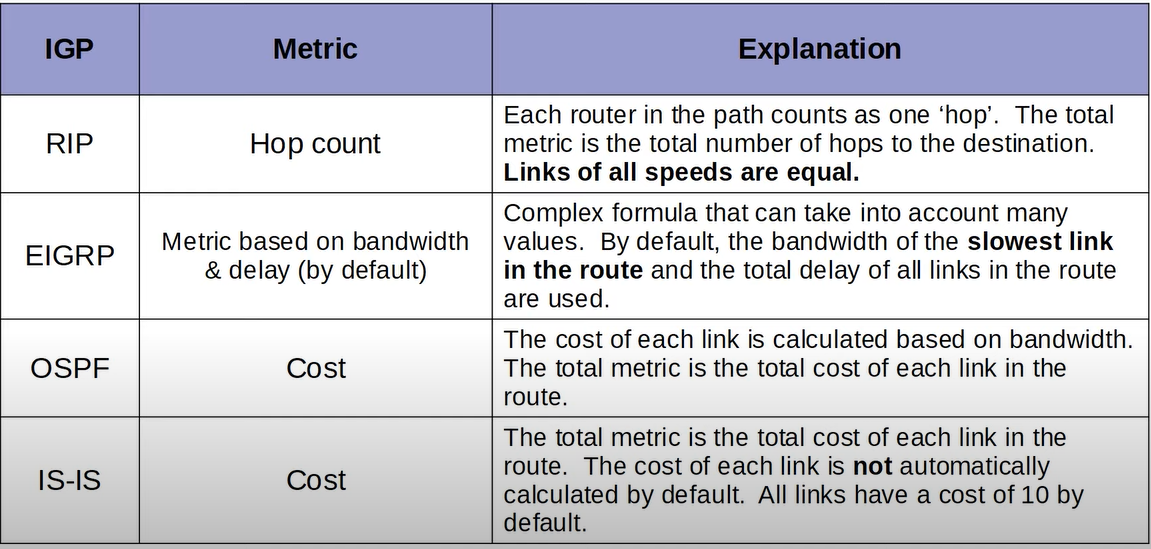 IGP Metric Explanation
RIP
Hop count
Each router in the path counts as one ‘hop’.  The total
metric is the total number of hops to the destination.
Links of all speeds are equal.
EIGRP
Metric based on bandwidth
& delay (by default)
Complex formula that can take into account many
values.  By default, the bandwidth of the slowest link
in the route and the total delay of all links in the route
are used.
OSPF
Cost
The cost of each link is calculated based on bandwidth.
The total metric is the total cost of each link in the
route.
IS-IS
Cost
The total metric is the total cost of each link in the
route.  The cost of each link is not automatically
calculated by default.  All links have a cost of 10 by
default.